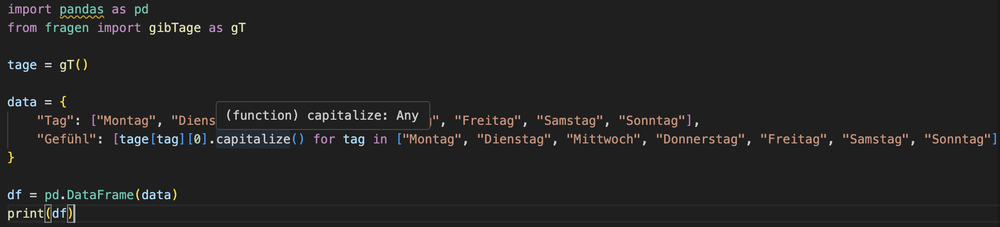 import pandas as pd
from fragen import gibTage as gT
tage = gT()
data = {
(function) capitalize: Any
"Tag": ["Montag", "Diens ", "Freitag", "Samstag", "Sonntag"],
"Gefühl": [tage[tag][0].capitalize() for tag in ["Montag", "Dienstag", "Mittwoch", "Donnerstag", "Freitag", "Samstag", "Sonntag"]
}
df = pd.DataFrame(data)
print(df)